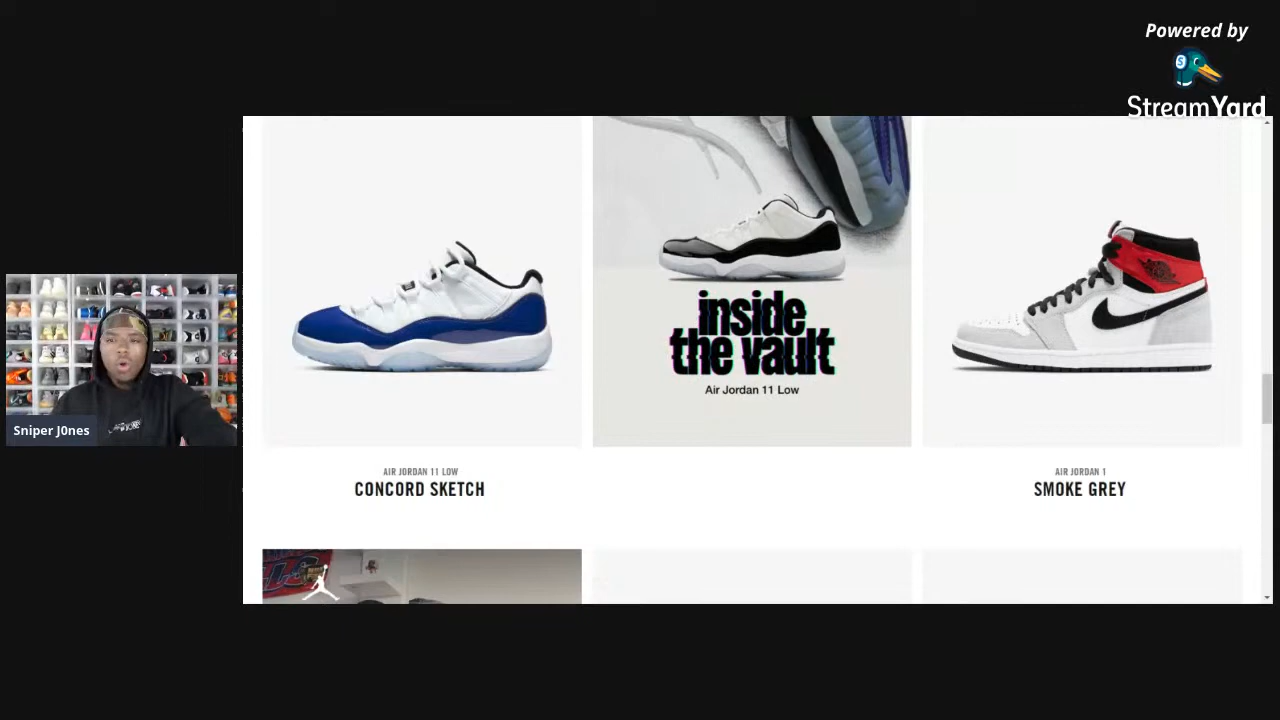 Powered by
StreamYard
inside
the vault
Air Jordan 11 Low
Sniper J0nes
AIR JORDAN 11 LOW
CONCORD SKETCH
AIR JORDAN 1
SMOKE GREY